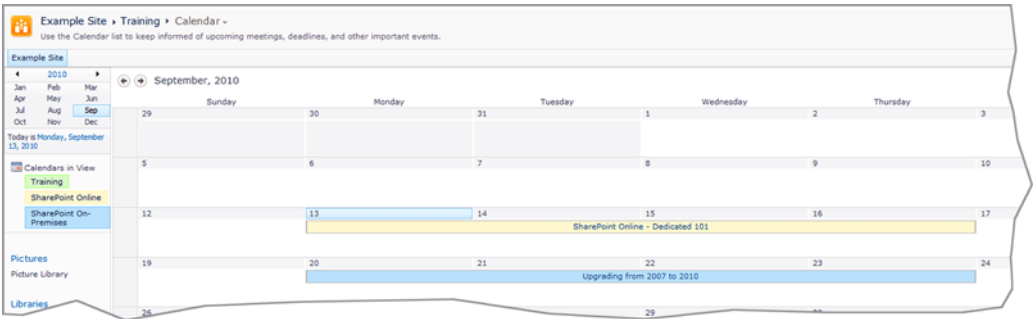 Example Site ▸ Training ▸ Calendar
Use the Calendar list to keep informed of upcoming meetings, deadlines, and other important events.
Example Site
2010
Jan Feb Mar
Apr May Jun
Jul Aug Sep
Oct Nov Dec
Today is Monday, September
13, 2010
Calendars in View
Training
SharePoint Online
SharePoint On-
Premises
Pictures
Picture Library
Libraries
September, 2010
Sunday Monday Tuesday Wednesday Thursday
29 30 31 1 2 3
5 6 7 8 9 10
12 13 14 15 16 17
SharePoint Online - Dedicated 101
19 20 21 22 23 24
Upgrading from 2007 to 2010
26 29